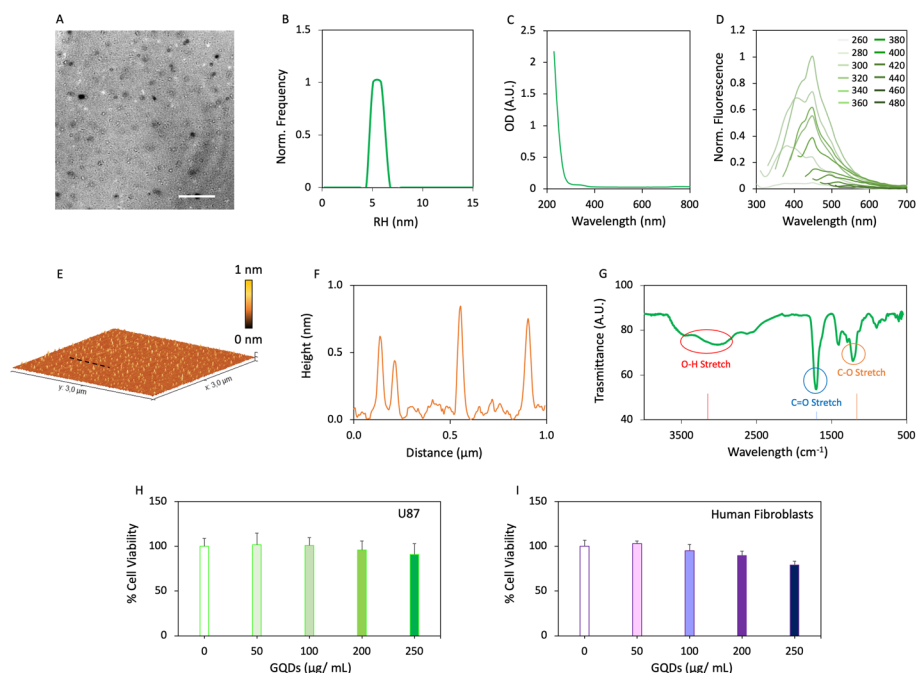 A
B
1.5
1
0.5
0
0
5
10
15
Norm. Frequency
RH (nm)
C
2.5
2
1.5
1
0.5
0
230
430
630
800
OD (A.U.)
Wavelength (nm)
D
1.2
1
0.8
0.6
0.4
0.2
0
300
400
500
600
700
Norm. Fluorescence
Wavelength (nm)
260 380
280 400
300 420
320 440
340 460
360 480
E
1 nm
0 nm
y: 3,0 µm
x: 3,0 µm
F
1.0
0.5
0.0
0.0
0.5
1.0
Height (nm)
Distance (µm)
G
80
60
40
3500
2500
1500
500
Trasmittance (A.U.)
Wavelength (cm-1)
O-H Stretch
C=O Stretch
C-O Stretch
H
U87
150
100
50
0
0
50
100
200
250
% Cell Viability
GQDs (µg/ mL)
I
Human Fibroblasts
150
100
50
0
0
50
100
200
250
% Cell Viability
GQDs (µg/ mL)